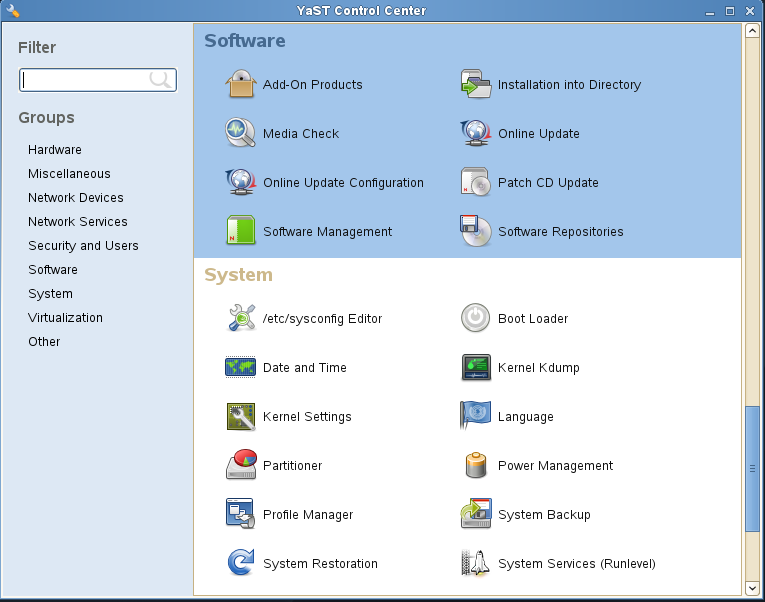 YaST Control Center
Filter
Groups
Hardware
Miscellaneous
Network Devices
Network Services
Security and Users
Software
System
Virtualization
Other
Software
Add-On Products
Installation into Directory
Media Check
Online Update
Online Update Configuration
Patch CD Update
Software Management
Software Repositories
System
/etc/sysconfig Editor
Boot Loader
Date and Time
Kernel Kdump
Kernel Settings
Language
Partitioner
Power Management
Profile Manager
System Backup
System Restoration
System Services (Runlevel)